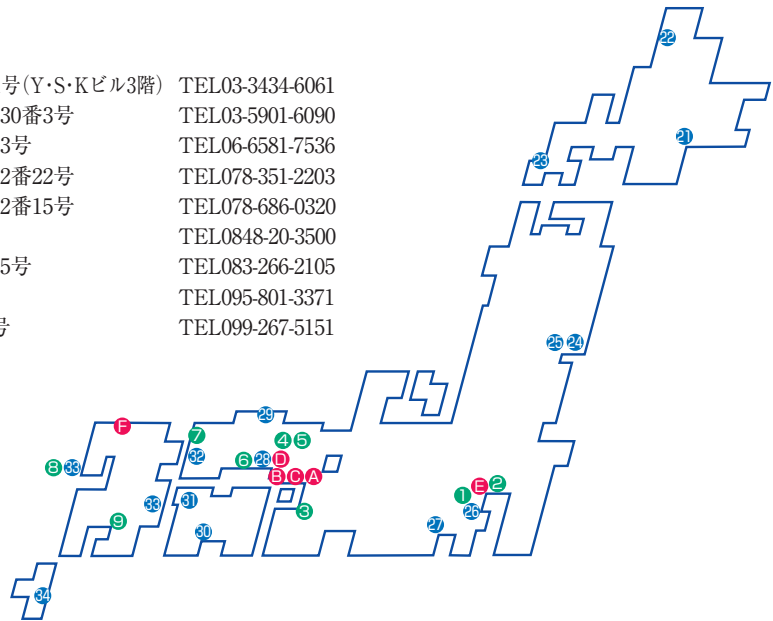 号(Y・S・Kビル3階) TEL03-3434-6061
30番3号 TEL03-5901-6090
3号 TEL06-6581-7536
2番22号 TEL078-351-2203
2番15号 TEL078-686-0320
TEL0848-20-3500
5号 TEL083-266-2105
TEL095-801-3371
号 TEL099-267-5151
22
21
23
25 24
29
F
7 4 5
8 33 32 6 28 D
B C A
E 2
1
33 31 3 26
9 30 27
34